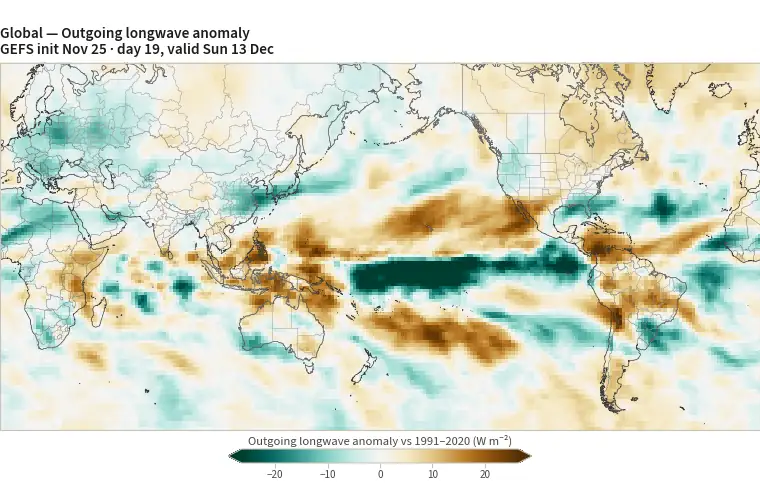 Global — Outgoing longwave anomaly
GEFS init Nov 25 · day 19, valid Sun 13 Dec
Outgoing longwave anomaly vs 1991–2020 (W m⁻²)
−20 −10 0 10 20